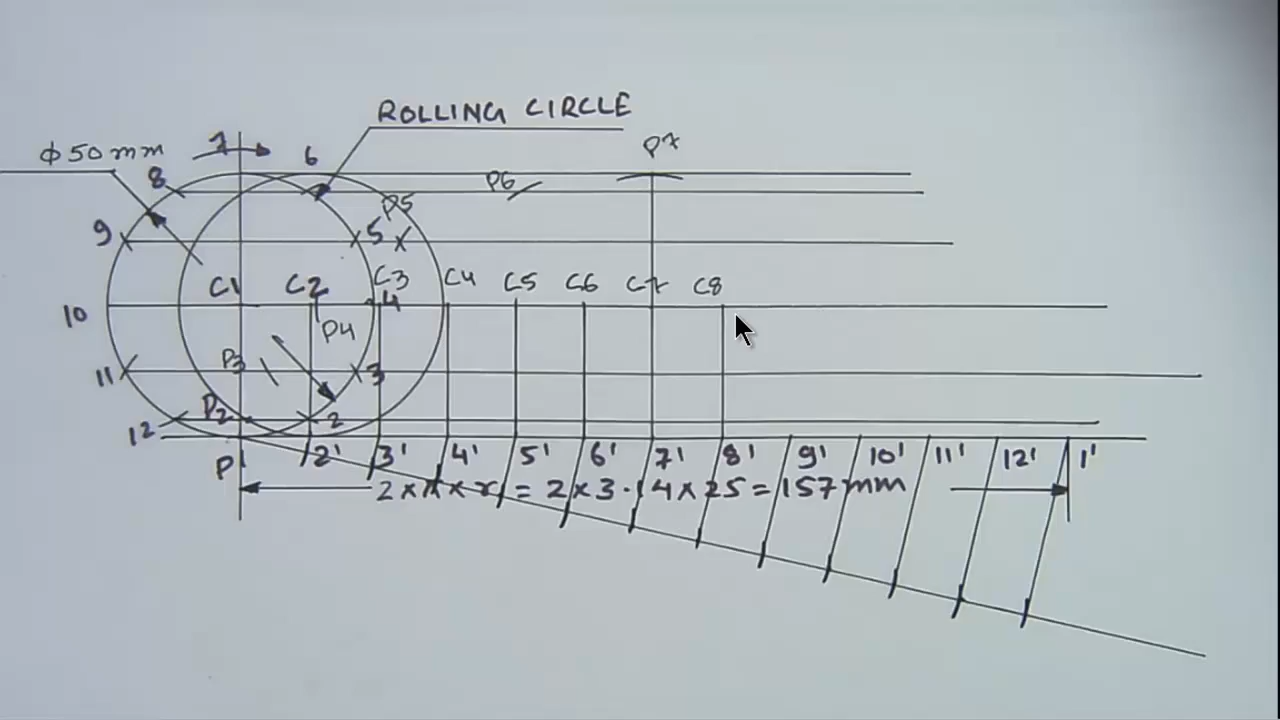 ROLLING CIRCLE
ϕ 50 mm
7
6
P7
8
P6
P5
9
5
C1 C2 C3 C4 C5 C6 C7 C8
10
4
P4
P3
11
3
P2
2
12
P1
2' 3' 4' 5' 6' 7' 8' 9' 10' 11' 12' 1'
2 × π × r = 2 × 3.14 × 25 = 157 mm